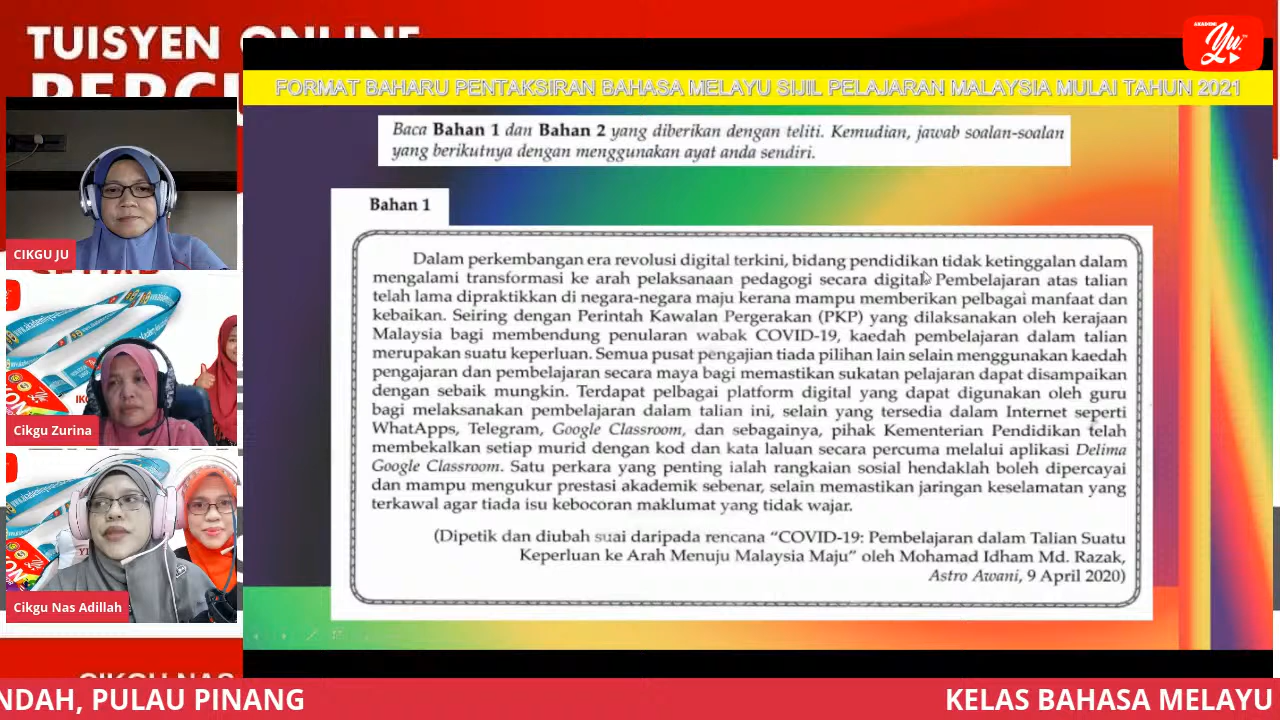 TUISYEN ONLINE
AKADEMI
Yu
FORMAT BAHARU PENTAKSIRAN BAHASA MELAYU SIJIL PELAJARAN MALAYSIA MULAI TAHUN 2021
Baca Bahan 1 dan Bahan 2 yang diberikan dengan teliti. Kemudian, jawab soalan-soalan
yang berikutnya dengan menggunakan ayat anda sendiri.
Bahan 1
Dalam perkembangan era revolusi digital terkini, bidang pendidikan tidak ketinggalan dalam
mengalami transformasi ke arah pelaksanaan pedagogi secara digital. Pembelajaran atas talian
telah lama dipraktikkan di negara-negara maju kerana mampu memberikan pelbagai manfaat dan
kebaikan. Seiring dengan Perintah Kawalan Pergerakan (PKP) yang dilaksanakan oleh kerajaan
Malaysia bagi membendung penularan wabak COVID-19, kaedah pembelajaran dalam talian
merupakan suatu keperluan. Semua pusat pengajian tiada pilihan lain selain menggunakan kaedah
pengajaran dan pembelajaran secara maya bagi memastikan sukatan pelajaran dapat disampaikan
dengan sebaik mungkin. Terdapat pelbagai platform digital yang dapat digunakan oleh guru
bagi melaksanakan pembelajaran dalam talian ini, selain yang tersedia dalam Internet seperti
WhatApps, Telegram, Google Classroom, dan sebagainya, pihak Kementerian Pendidikan telah
membekalkan setiap murid dengan kod dan kata laluan secara percuma melalui aplikasi Delima
Google Classroom. Satu perkara yang penting ialah rangkaian sosial hendaklah boleh dipercayai
dan mampu mengukur prestasi akademik sebenar, selain memastikan jaringan keselamatan yang
terkawal agar tiada isu kebocoran maklumat yang tidak wajar.
(Dipetik dan diubah suai daripada rencana “COVID-19: Pembelajaran dalam Talian Suatu
Keperluan ke Arah Menuju Malaysia Maju” oleh Mohamad Idham Md. Razak,
Astro Awani, 9 April 2020)
CIKGU JU
Cikgu Zurina
Cikgu Nas Adillah
CIKGU NAS
NDAH, PULAU PINANG
KELAS BAHASA MELAYU